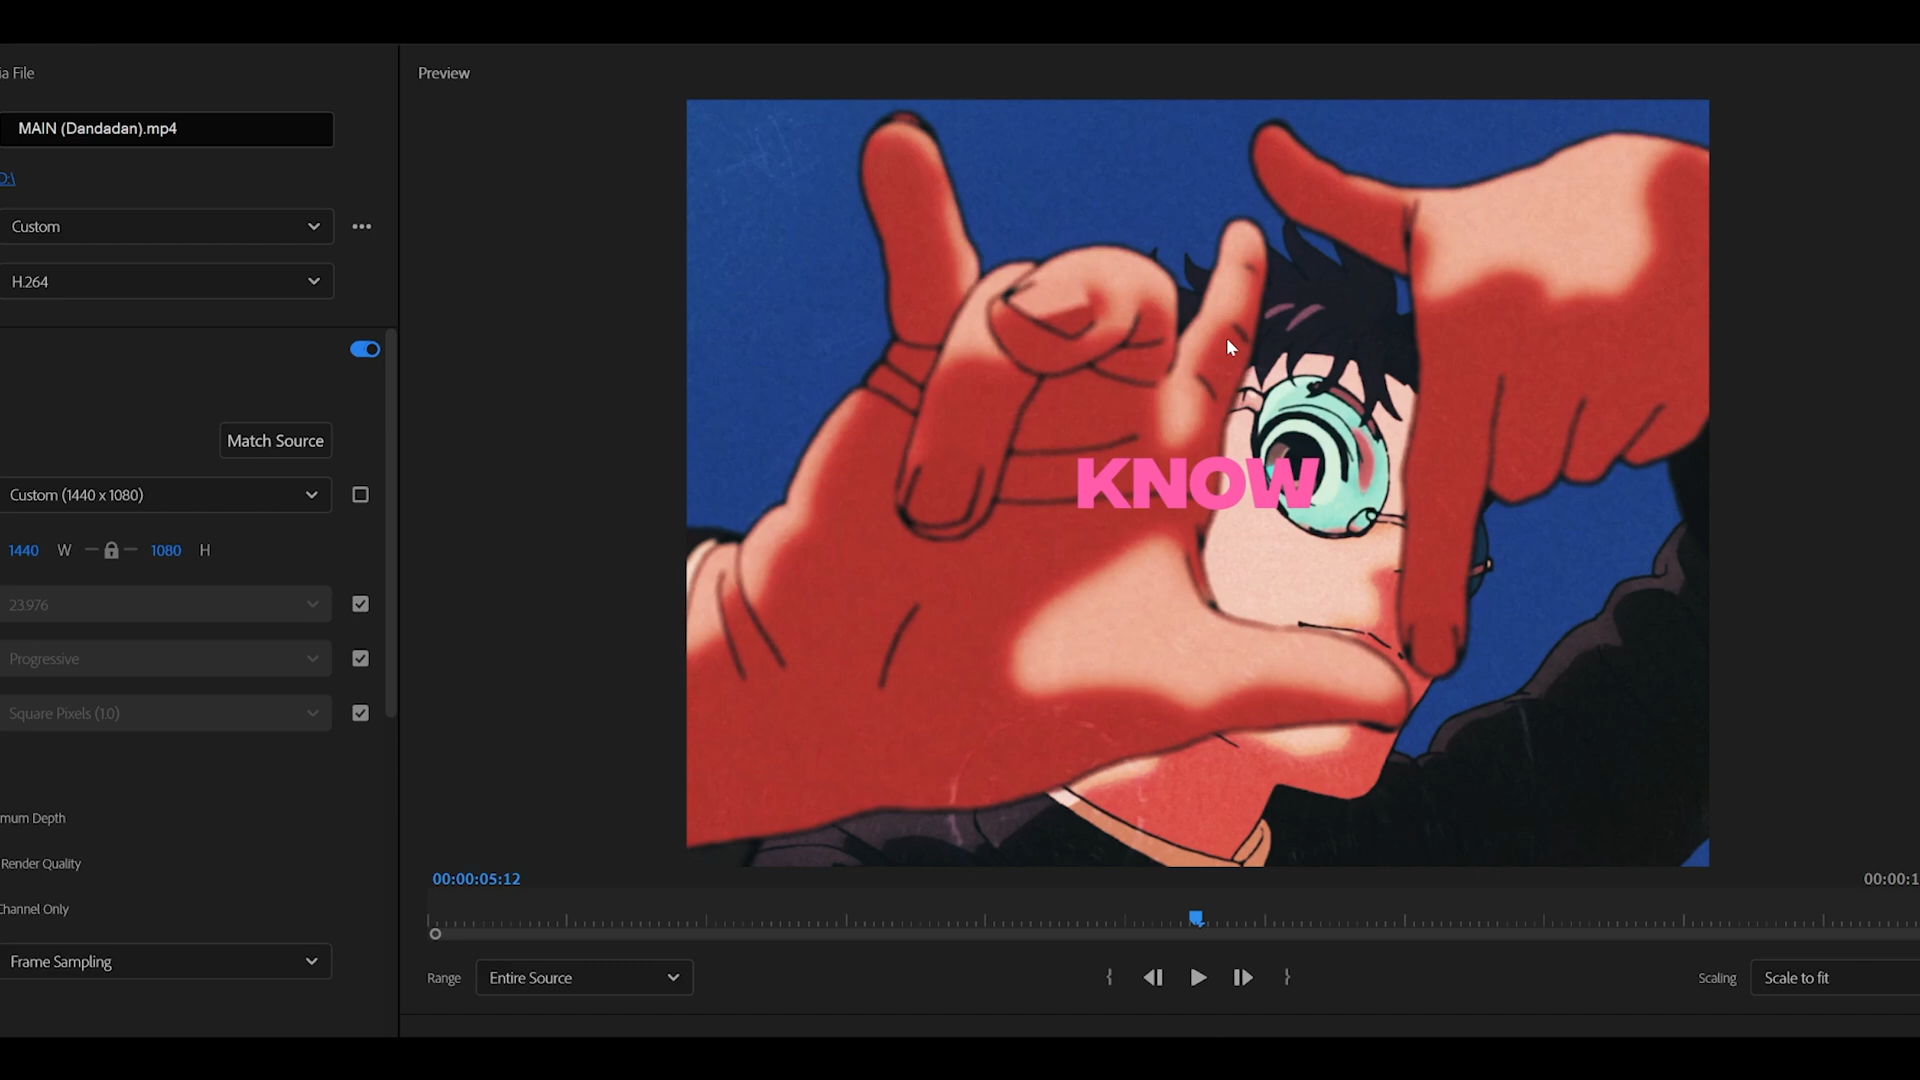 ia File
Preview
MAIN (Dandadan).mp4
D:\
Custom
H.264
Match Source
Custom (1440 x 1080)
1440 W 1080 H
23.976
Progressive
Square Pixels (1.0)
KNOW
mum Depth
Render Quality
Channel Only
Frame Sampling
00:00:05:12
00:00:1
Range
Entire Source
Scaling
Scale to fit